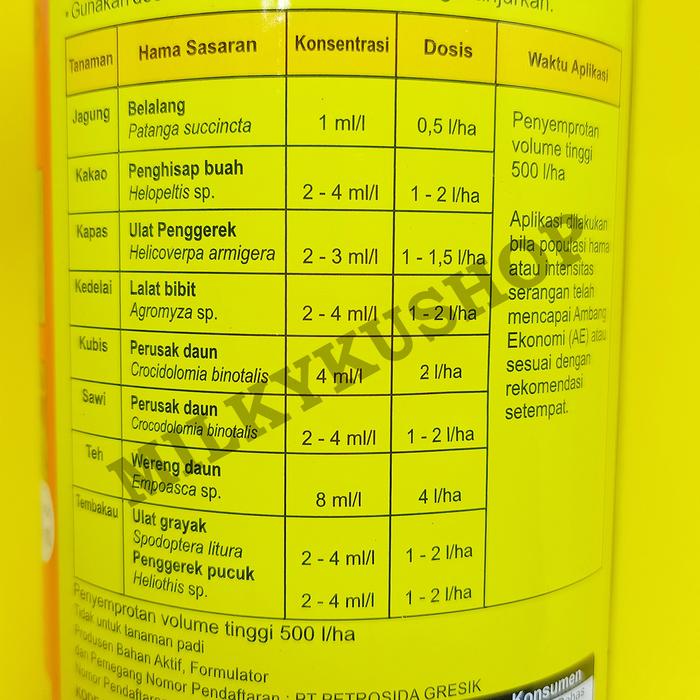 • Gunakan
anjurkan.
Tanaman Hama Sasaran Konsentrasi Dosis Waktu Aplikasi
Jagung Belalang
Patanga succincta 1 ml/l 0,5 l/ha
Kakao Penghisap buah
Helopeltis sp. 2 - 4 ml/l 1 - 2 l/ha
Kapas Ulat Penggerek
Helicoverpa armigera 2 - 3 ml/l 1 - 1,5 l/ha
Kedelai Lalat bibit
Agromyza sp. 2 - 4 ml/l 1 - 2 l/ha
Kubis Perusak daun
Crocidolomia binotalis 4 ml/l 2 l/ha
Sawi Perusak daun
Crocodolomia binotalis 2 - 4 ml/l 1 - 2 l/ha
Teh Wereng daun
Empoasca sp. 8 ml/l 4 l/ha
Tembakau Ulat grayak
Spodoptera litura 2 - 4 ml/l 1 - 2 l/ha
Penggerek pucuk
Heliothis sp. 2 - 4 ml/l 1 - 2 l/ha
Penyemprotan
volume tinggi
500 l/ha
Aplikasi dilakukan
bila populasi hama
atau intensitas
serangan telah
mencapai Ambang
Ekonomi (AE) atau
sesuai dengan
rekomendasi
setempat.
MILKYKUSHOP
Penyemprotan volume tinggi 500 l/ha
Tidak untuk tanaman padi
Produsen Bahan Aktif, Formulator
dan Pemegang Nomor Pendaftaran : PT PETROSIDA GRESIK
Nomor Pendaftaran
Konsumen